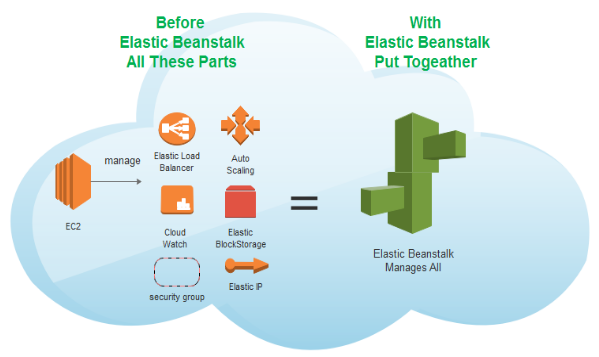 Before
Elastic Beanstalk
All These Parts
With
Elastic Beanstalk
Put Togeather
manage
EC2
Elastic Load
Balancer
Auto
Scaling
Cloud
Watch
Elastic
BlockStorage
security group
Elastic IP
=
Elastic Beanstalk
Manages All